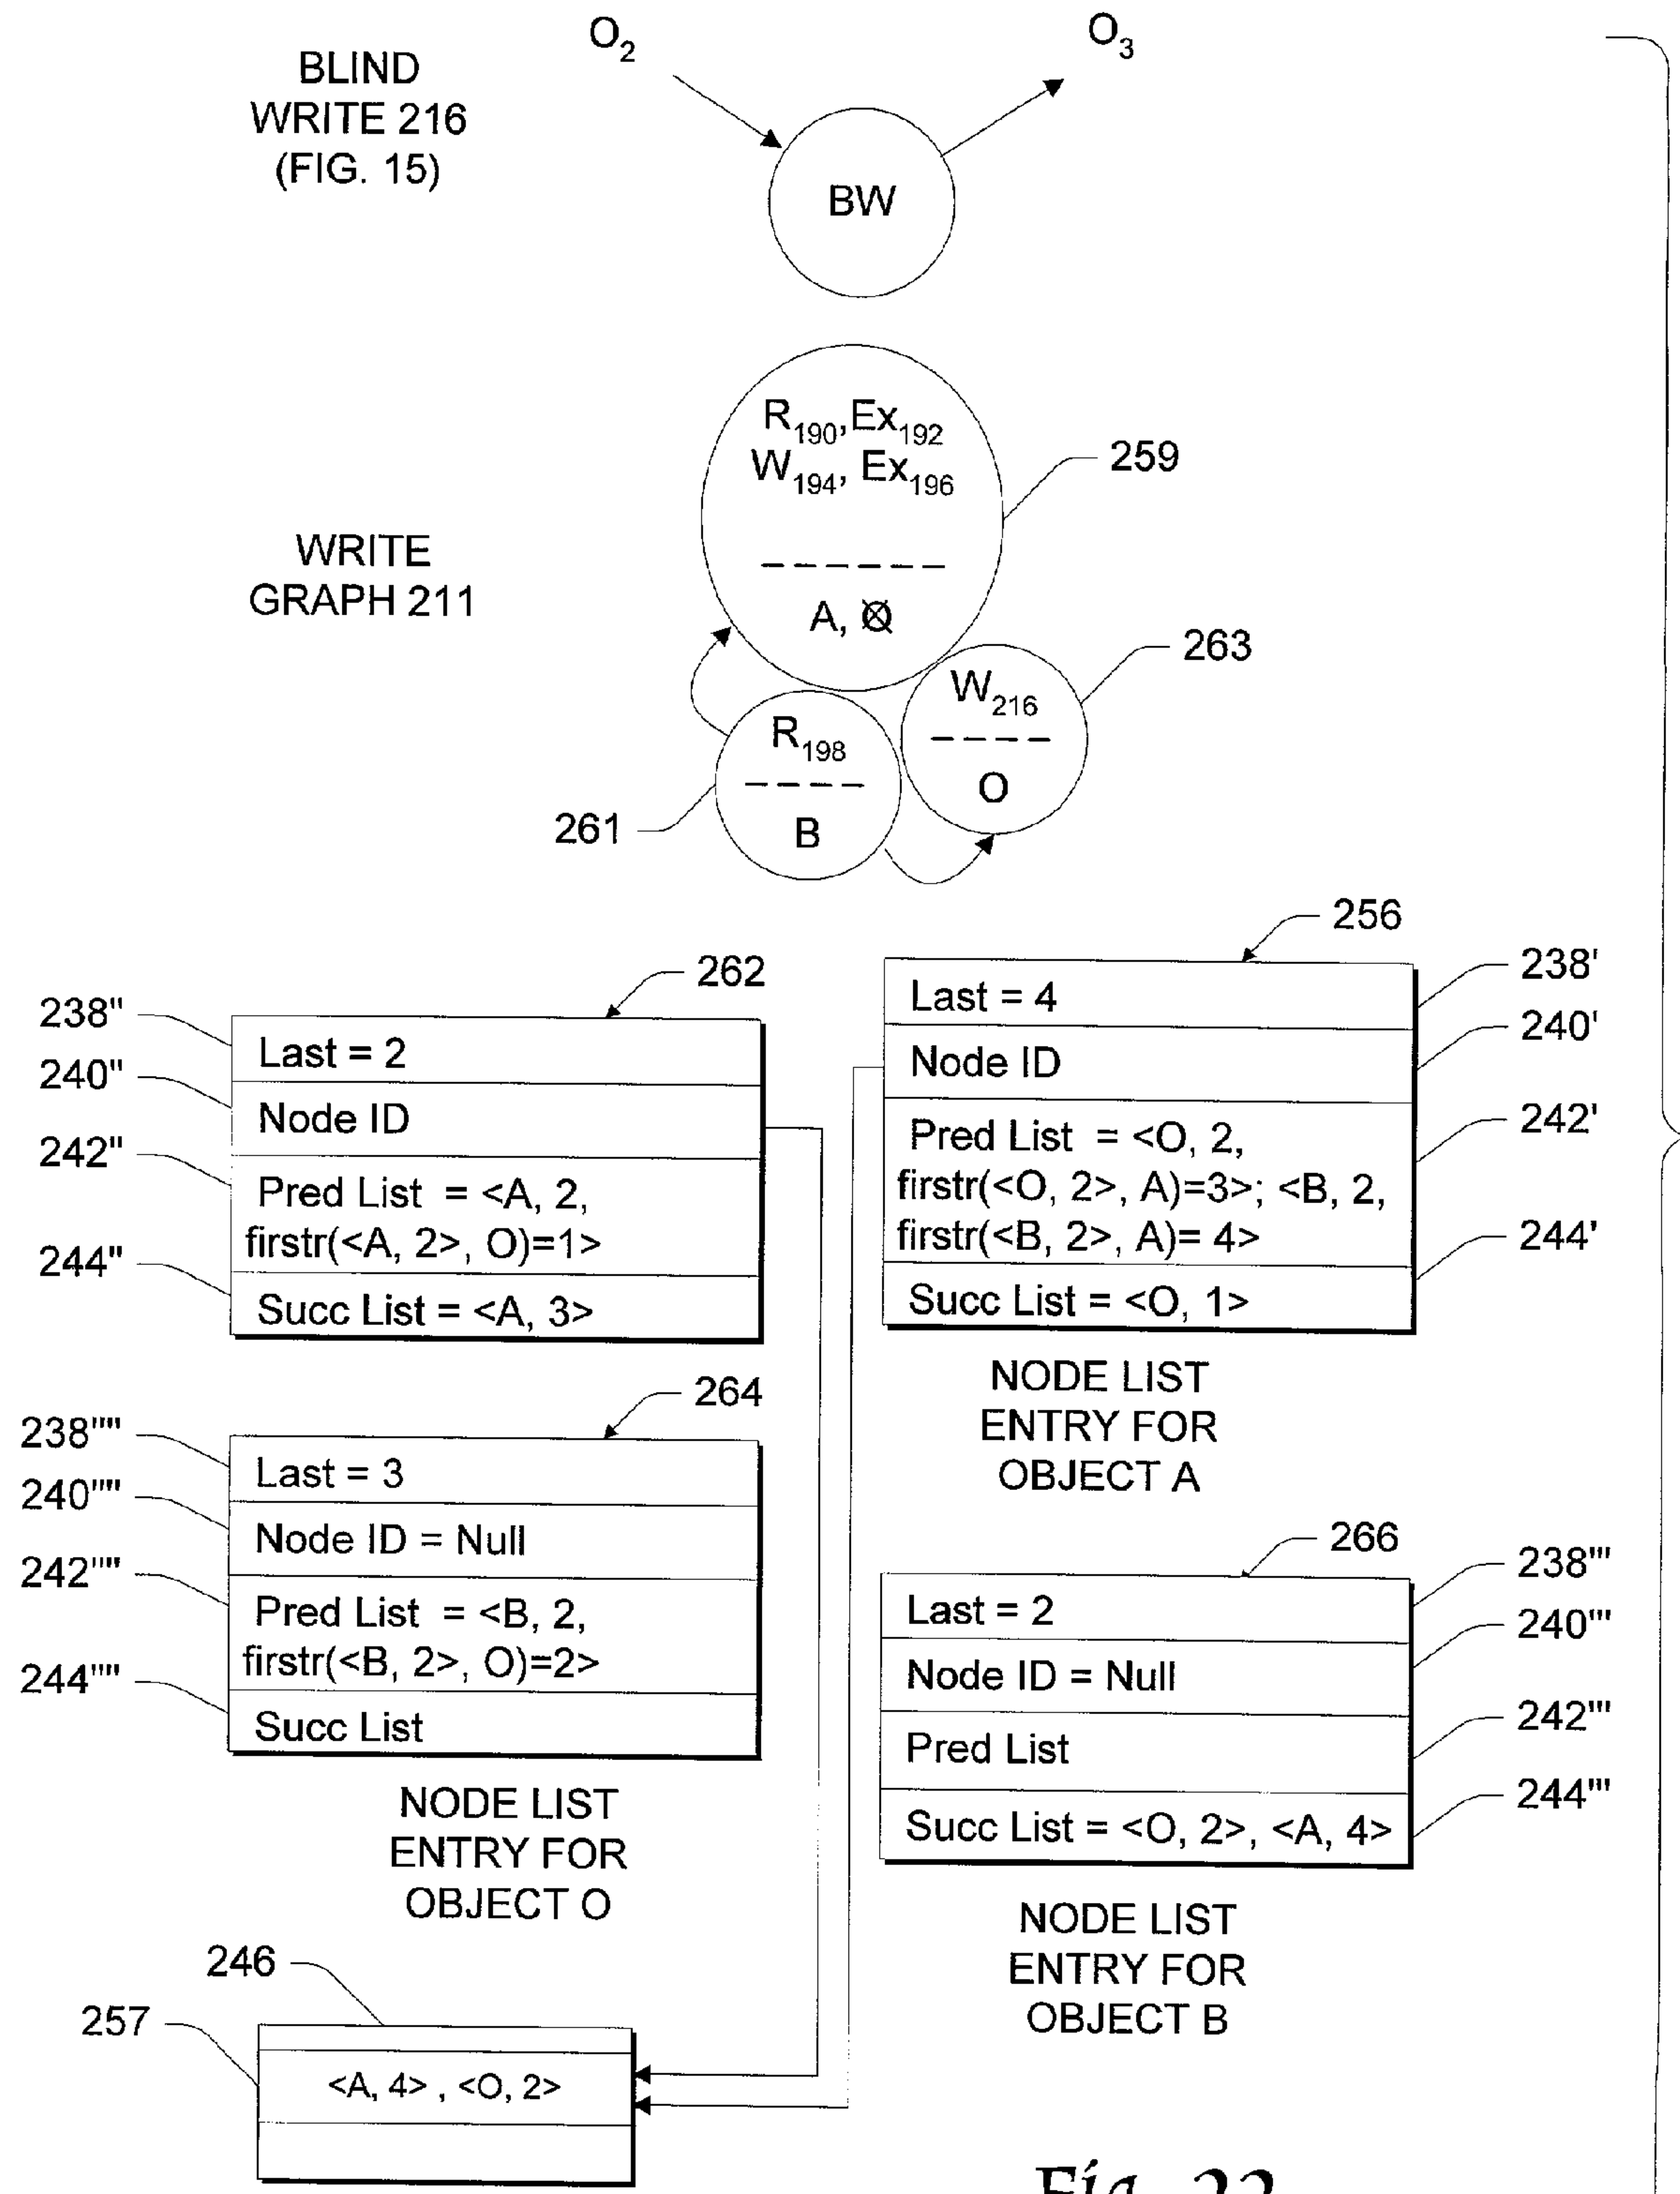 O2
O3
BLIND
WRITE 216
(FIG. 15)
BW
R190, Ex192
W194, Ex196
259
WRITE
GRAPH 211
A, O
263
W216
R198
O
261
B
256
262
238'
238"
Last = 4
Last = 2
240'
240"
Node ID
Node ID
242'
242"
Pred List = <O, 2,
firstr(<O, 2>, A)=3>; <B, 2,
firstr(<B, 2>, A)= 4>
Pred List = <A, 2,
firstr(<A, 2>, O)=1>
244'
244"
Succ List = <O, 1>
Succ List = <A, 3>
NODE LIST
ENTRY FOR
OBJECT A
264
238""
Last = 3
240""
Node ID = Null
242""
Pred List = <B, 2,
firstr(<B, 2>, O)=2>
244""
Succ List
NODE LIST
ENTRY FOR
OBJECT O
266
238'''
Last = 2
240'''
Node ID = Null
242'''
Pred List
244'''
Succ List = <O, 2>, <A, 4>
NODE LIST
ENTRY FOR
OBJECT B
246
257
<A, 4> , <O, 2>
Fig. 22